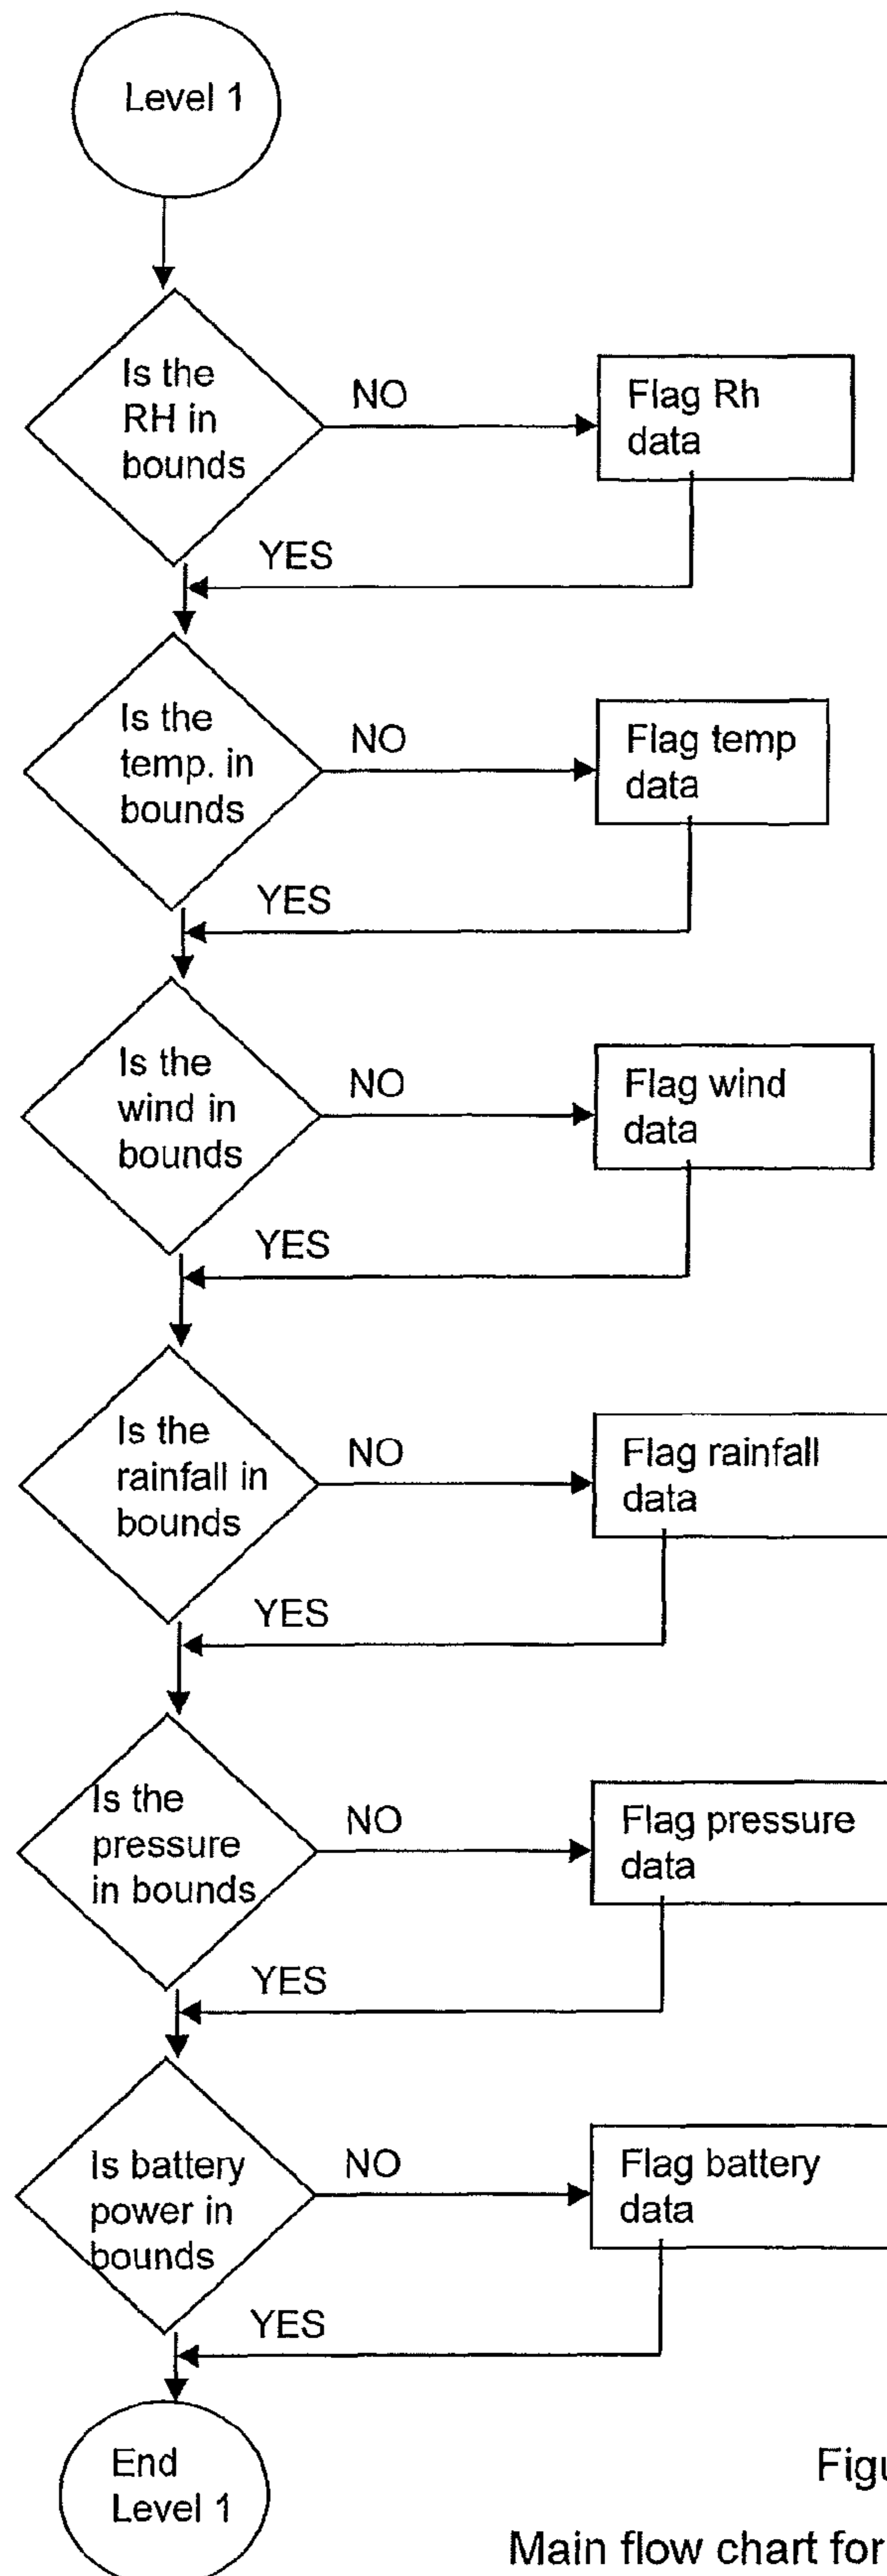 Level 1
Is the
RH in
bounds
NO
Flag Rh
data
YES
Is the
temp. in
bounds
NO
Flag temp
data
YES
Is the
wind in
bounds
NO
Flag wind
data
YES
Is the
rainfall in
bounds
NO
Flag rainfall
data
YES
Is the
pressure
in bounds
NO
Flag pressure
data
YES
Is battery
power in
bounds
NO
Flag battery
data
YES
End
Level 1
Main flow chart for